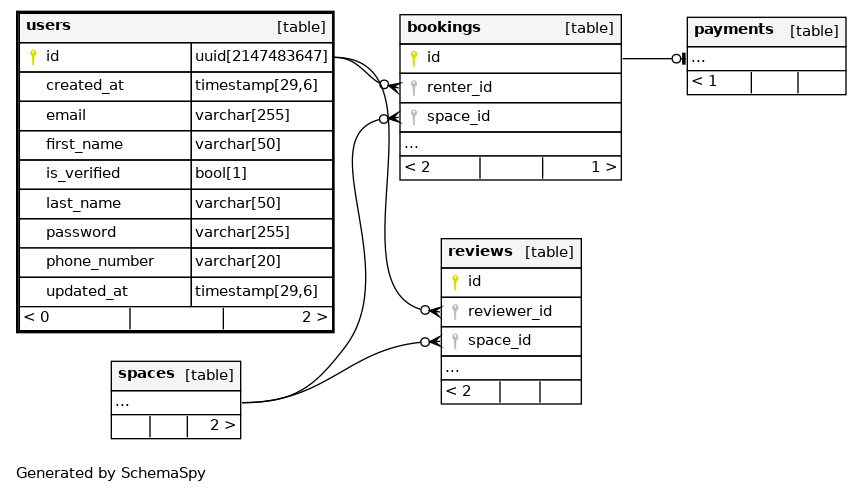 users [table]
id uuid[2147483647]
created_at timestamp[29,6]
email varchar[255]
first_name varchar[50]
is_verified bool[1]
last_name varchar[50]
password varchar[255]
phone_number varchar[20]
updated_at timestamp[29,6]
< 0 2 >
bookings [table]
id
renter_id
space_id
...
< 2 1 >
payments [table]
...
< 1
reviews [table]
id
reviewer_id
space_id
...
< 2
spaces [table]
...
2 >
Generated by SchemaSpy